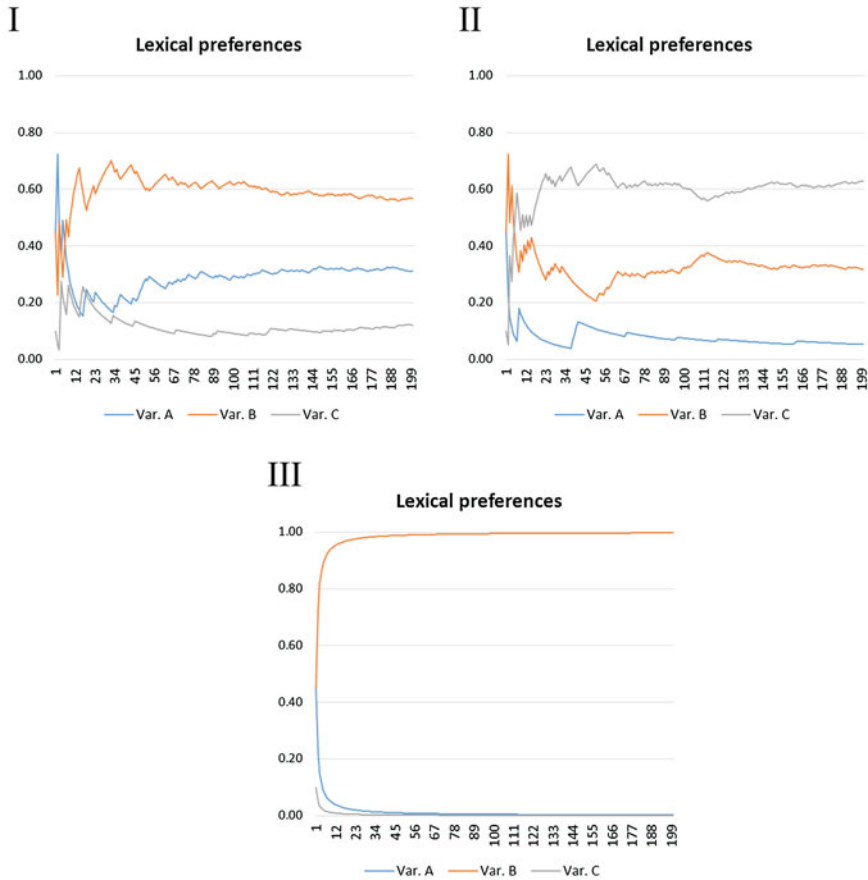 I
Lexical preferences
1.00
0.80
0.60
0.40
0.20
0.00
1 12 23 34 45 56 67 78 89 100 111 122 133 144 155 166 177 188 199
Var. A Var. B Var. C
II
Lexical preferences
1.00
0.80
0.60
0.40
0.20
0.00
1 12 23 34 45 56 67 78 89 100 111 122 133 144 155 166 177 188 199
Var. A Var. B Var. C
III
Lexical preferences
1.00
0.80
0.60
0.40
0.20
0.00
1 12 23 34 45 56 67 78 89 100 111 122 133 144 155 166 177 188 199
Var. A Var. B Var. C